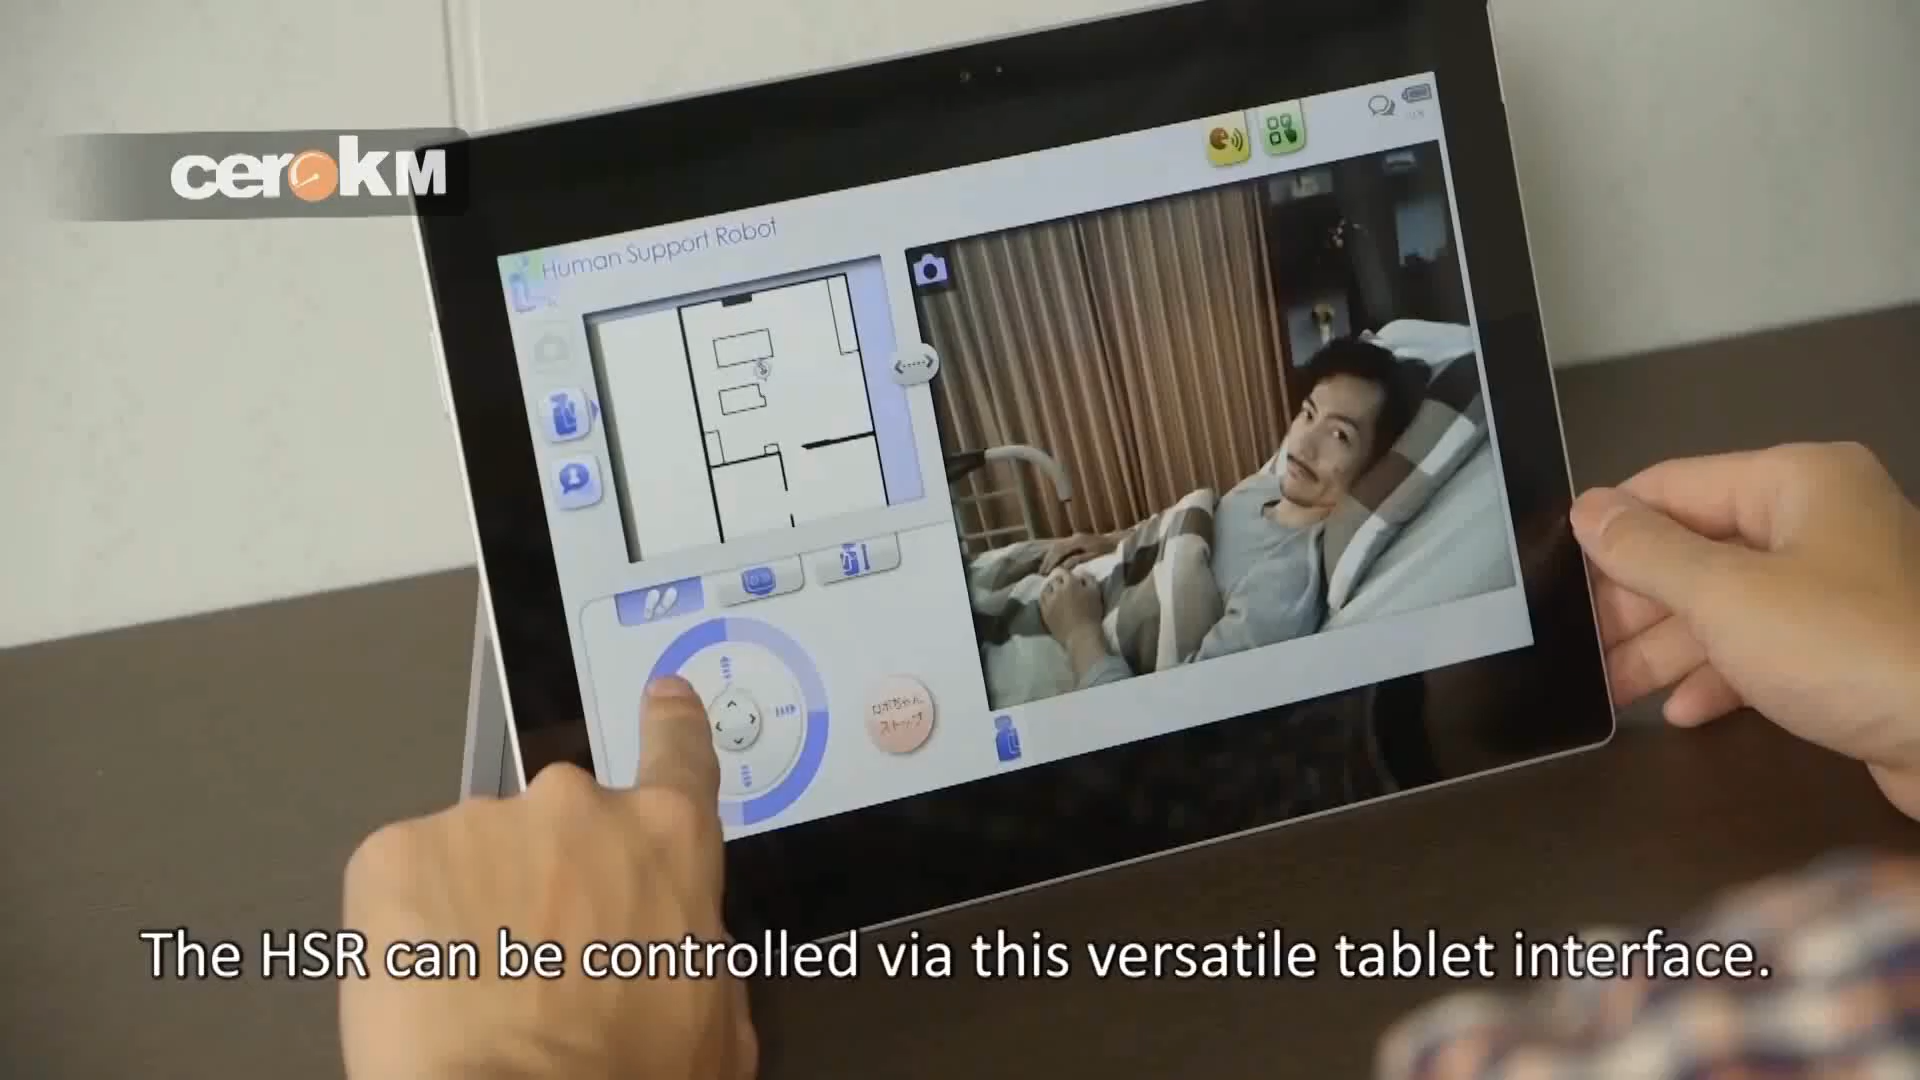 cerokm
Human Support Robot
ロボちゃん
ストップ
The HSR can be controlled via this versatile tablet interface.